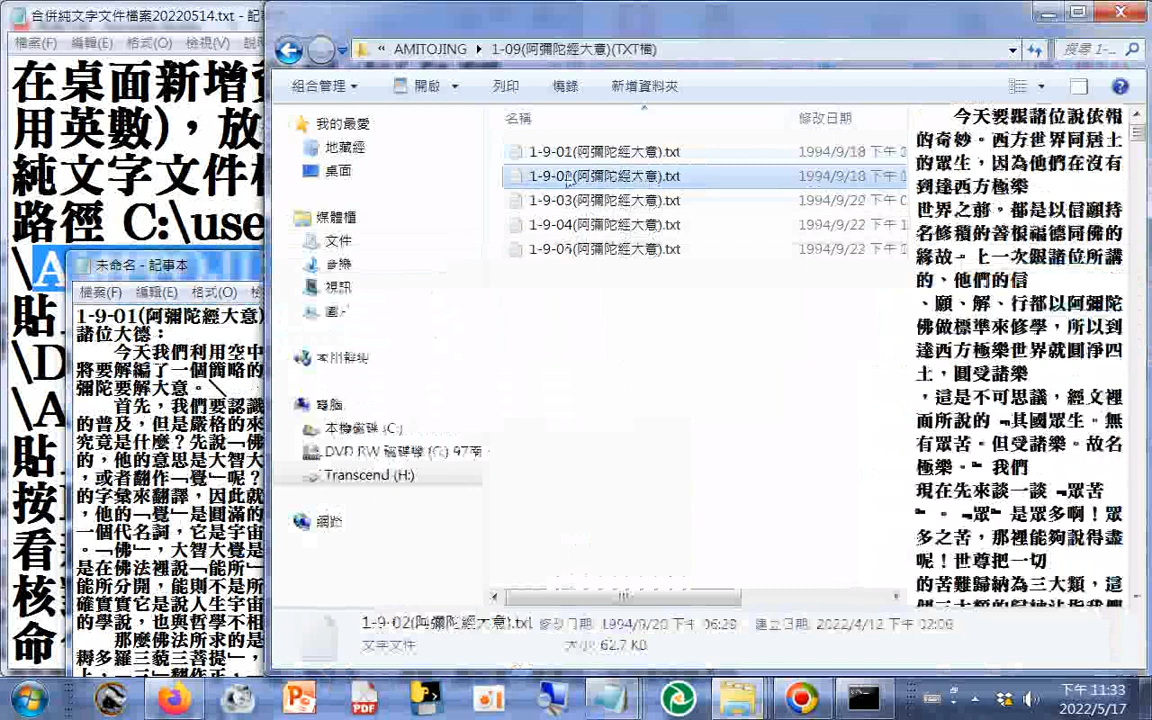 合併純文字文件檔案20220514.txt - 記
檔案(F) 編輯(E) 格式(O) 檢視(V) 說
在桌面新增資
用英數)，放
純文字文件檔
路徑 C:\use
\A
貼
\D
\A
貼
按
看
核
命
未命名 - 記事本
檔案(F) 編輯(E) 格式(O)
1-9-01(阿彌陀經大意)
諸位大德：
今天我們利用空中
將要解編了一個簡略的
彌陀要解大意。
首先，我們要認識
的普及，但是嚴格的來
究竟是什麼？先說﹁佛
的，他的意思是大智大
，或者翻作﹁覺﹂呢？
的字彙來翻譯，因此就
，他的﹁覺﹂是圓滿的
一個代名詞，它是宇宙
。﹁佛﹂，大智大覺是
是在佛法裡說﹁能所﹂
能所分開，能則不是所
確實實它是說人生宇宙
的學說，也與哲學不相
那麼佛法所求的是
耨多羅三藐三菩提﹂，
« AMITOJING ▸ 1-09(阿彌陀經大意)(TXT檔)
搜尋 1-...
組合管理 開啟 列印 燒錄 新增資料夾
我的最愛
地藏經
桌面
媒體櫃
文件
音樂
視訊
電腦
本機磁碟 (C:)
DVD RW 磁碟機 (G:) 97南
Transcend (H:)
網路
名稱 修改日期
1-9-01(阿彌陀經大意).txt 1994/9/18 下午
1-9-02(阿彌陀經大意).txt 1994/9/18 下午
1-9-03(阿彌陀經大意).txt 1994/9/20 下午
1-9-04(阿彌陀經大意).txt 1994/9/22 下午
1-9-05(阿彌陀經大意).txt 1994/9/22 下午
今天要跟諸位說依報
的奇妙。西方世界同居土
的眾生，因為他們在沒有
到達西方極樂
世界之前，都是以信願持
名修積的善根福德同佛的
緣故。上一次跟諸位所講
的、他們的信
、願、解、行都以阿彌陀
佛做標準來修學，所以到
達西方極樂世界就圓淨四
土，圓受諸樂
，這是不可思議，經文裡
面所說的﹁其國眾生。無
有眾苦。但受諸樂。故名
極樂。﹂我們
現在先來談一談﹁眾苦
﹂。﹁眾﹂是眾多啊！眾
多之苦，那裡能夠說得盡
呢！世尊把一切
的苦難歸納為三大類，這
1-9-02(阿彌陀經大意).txt 修改日期: 1994/9/20 下午 06:29 建立日期: 2022/4/12 下午 02:06
文字文件 大小: 62.7 KB
下午 11:33
2022/5/17